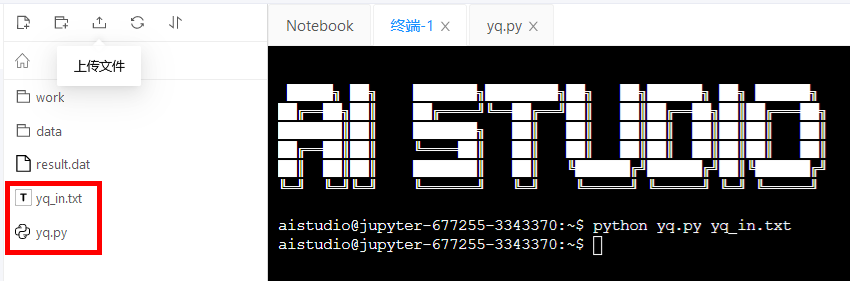 Notebook
终端-1
yq.py
上传文件
work
data
result.dat
yq_in.txt
yq.py
AI STUDIO
aistudio@jupyter-677255-3343370:~$ python yq.py yq_in.txt
aistudio@jupyter-677255-3343370:~$